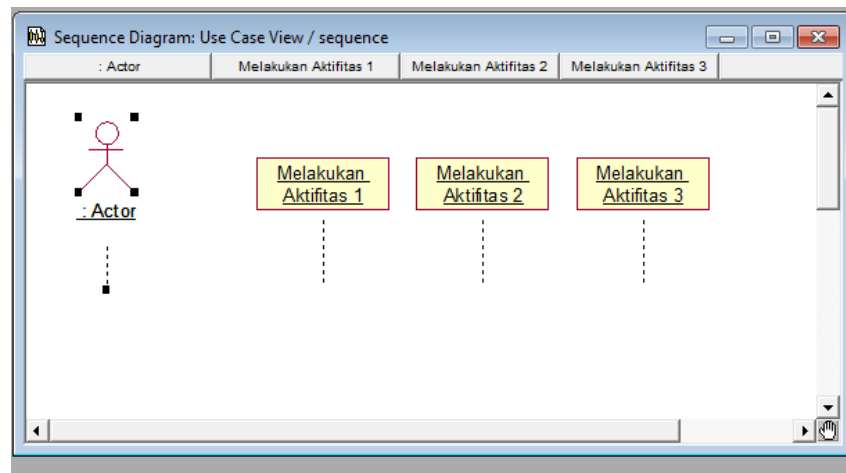 Sequence Diagram: Use Case View / sequence
: Actor Melakukan Aktifitas 1 Melakukan Aktifitas 2 Melakukan Aktifitas 3
: Actor
Melakukan
Aktifitas 1
Melakukan
Aktifitas 2
Melakukan
Aktifitas 3